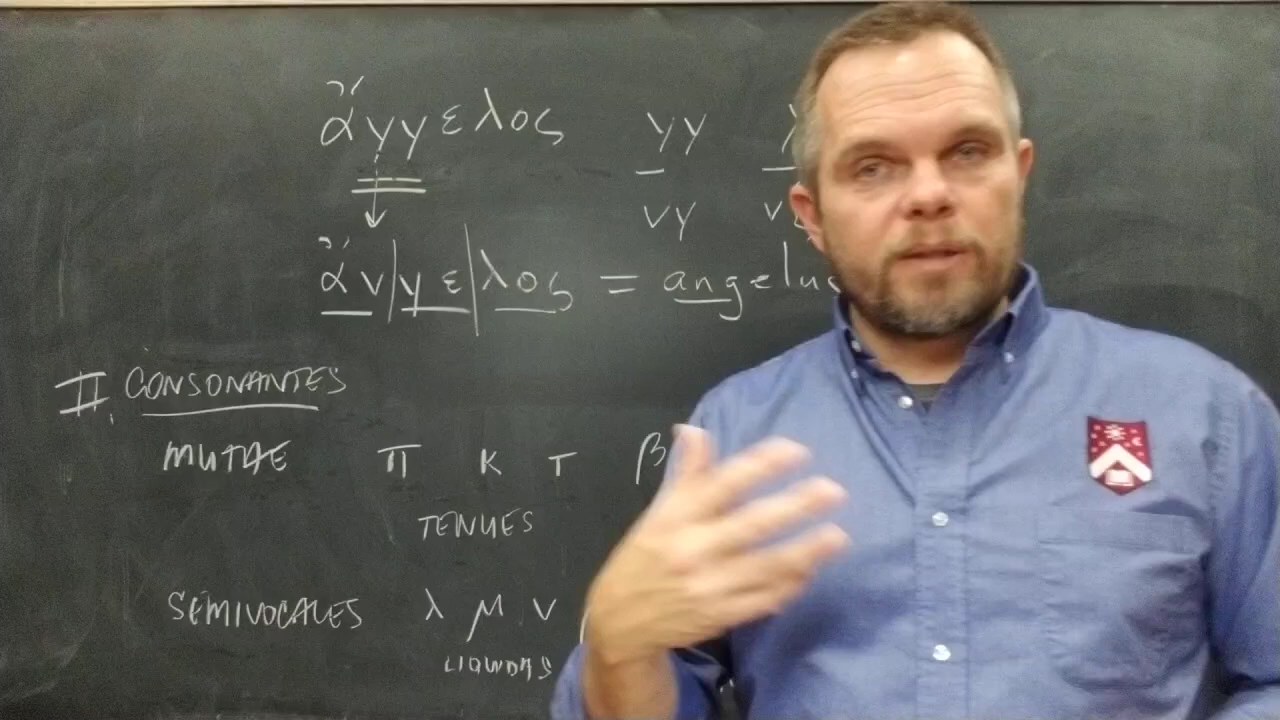 ἄγγελος γγ
νγ ν
ἄν|γε|λος = angelus
II. CONSONANTES
MUTAE π κ τ β
TENUES
SEMIVOCALES λ μ ν
LIQUIDAS